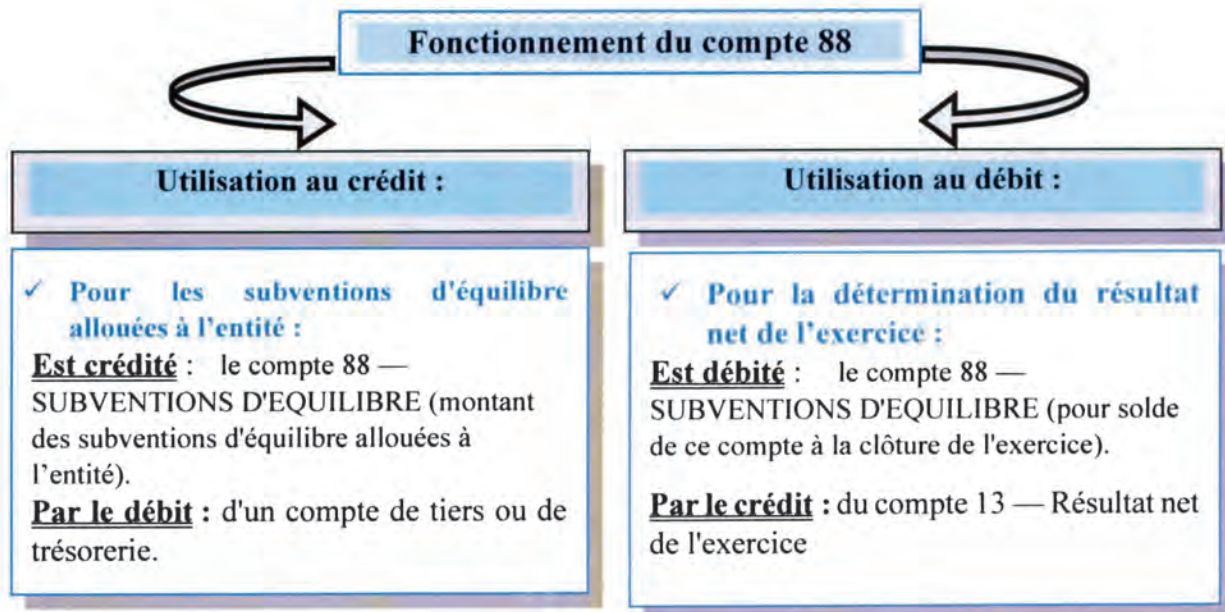 Fonctionnement du compte 88
Utilisation au crédit :
✓ Pour les subventions d'équilibre
allouées à l'entité :
Est crédité : le compte 88 —
SUBVENTIONS D'EQUILIBRE (montant
des subventions d'équilibre allouées à
l'entité).
Par le débit : d'un compte de tiers ou de
trésorerie.
Utilisation au débit :
✓ Pour la détermination du résultat
net de l'exercice :
Est débité : le compte 88 —
SUBVENTIONS D'EQUILIBRE (pour solde
de ce compte à la clôture de l'exercice).
Par le crédit : du compte 13 — Résultat net
de l'exercice